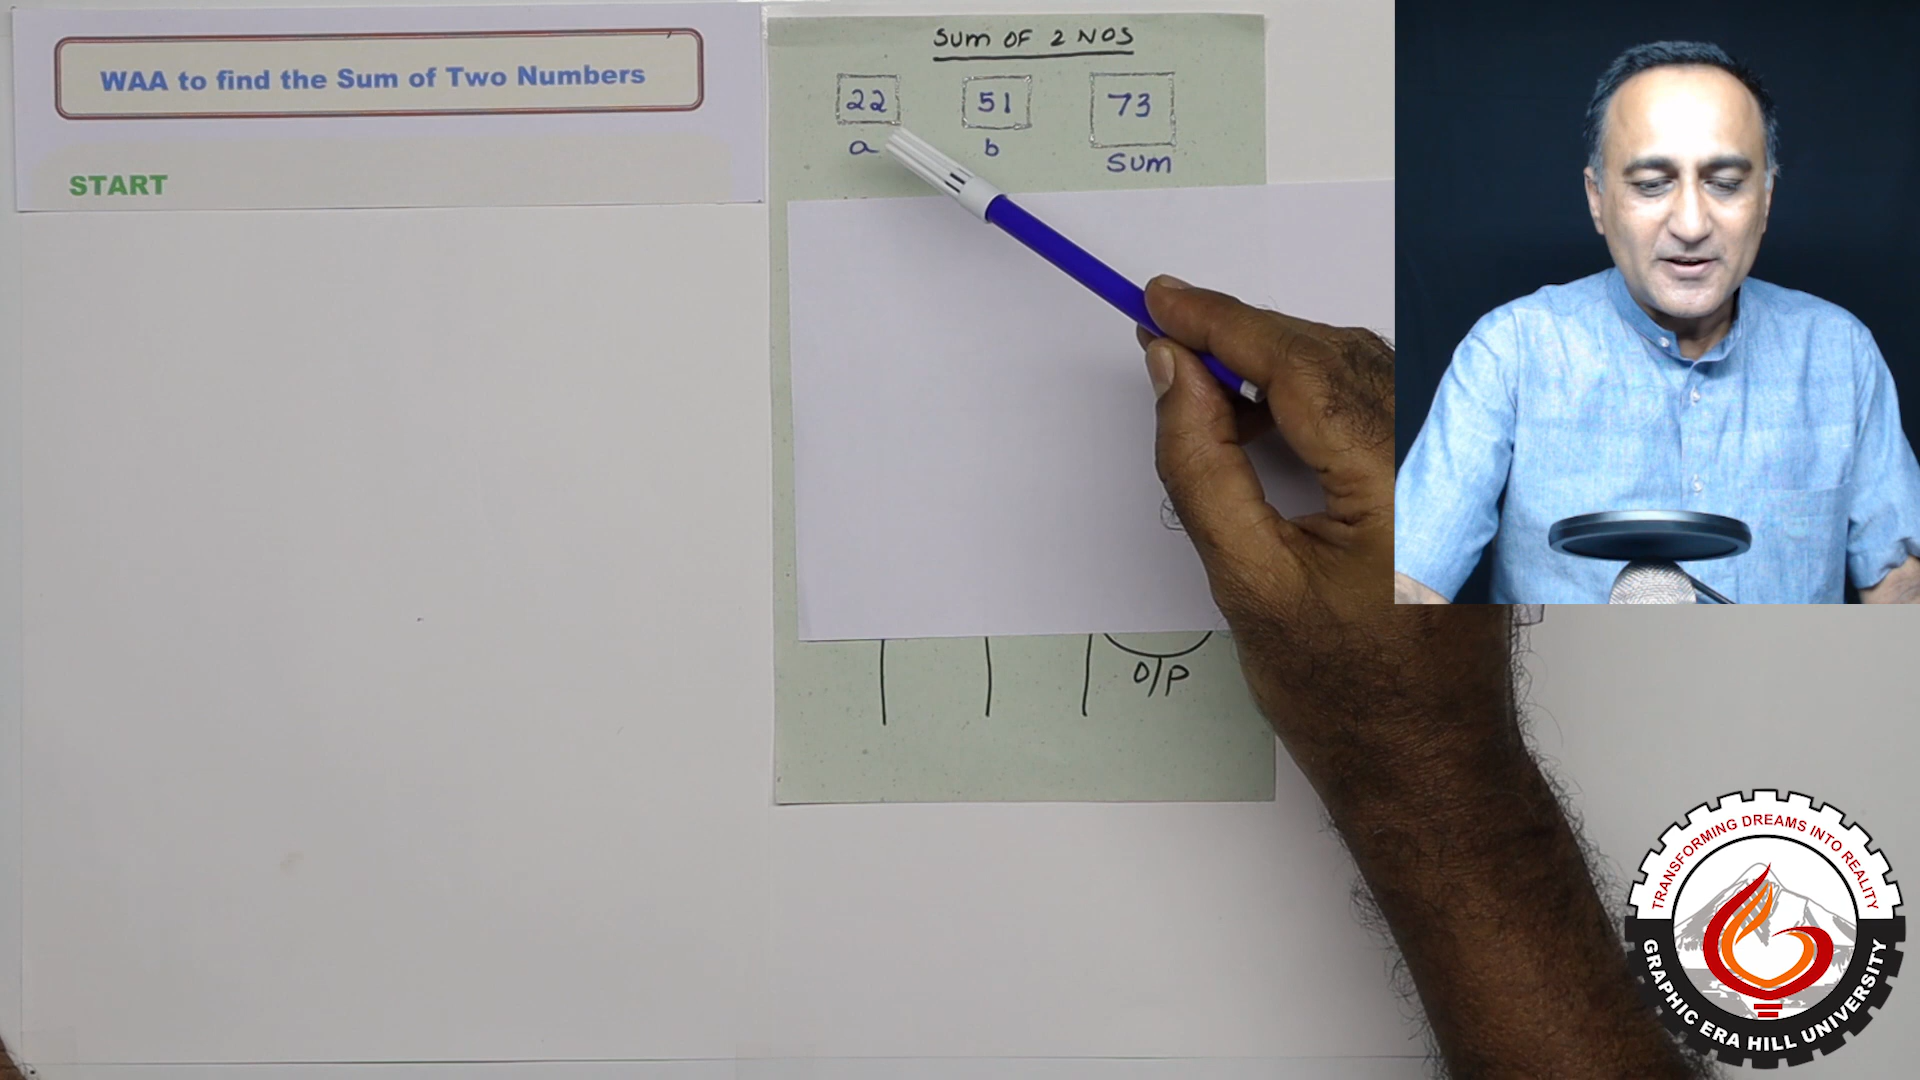 WAA to find the Sum of Two Numbers
START
SUM OF 2 NOS
22 51 73
a b SUM
O/P
TRANSFORMING DREAMS INTO REALITY
GRAPHIC ERA HILL UNIVERSITY